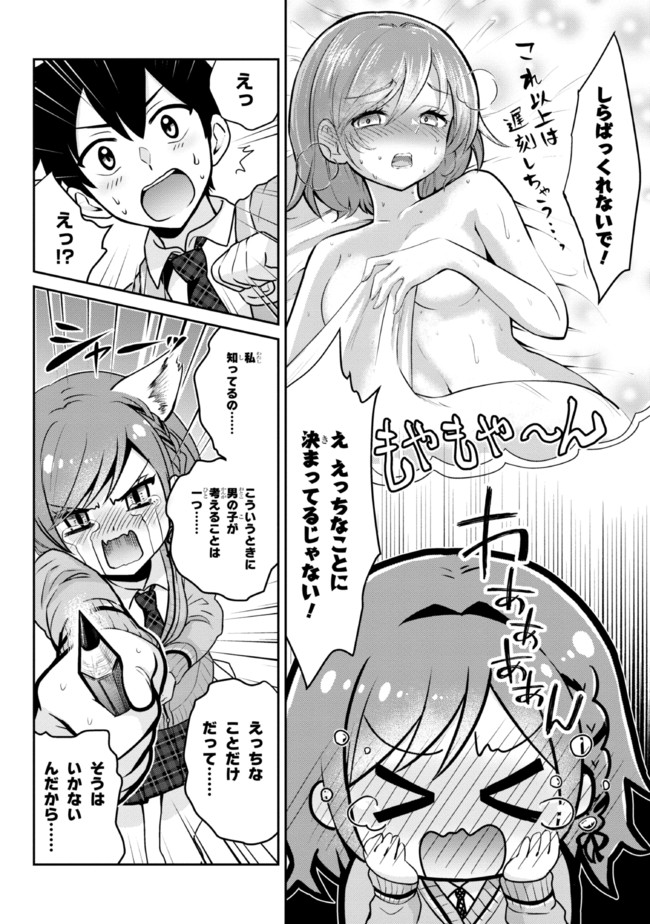 しらばっくれないで!
これ以上は
遅刻しちゃう…
もやもや〜ん
え えっちなことに
決まってるじゃない!
やぁぁぁぁん
えっ
えっ!?
シャーッ
私
知ってるの……
こういうときに
男の子が
考えることは
一つ……
えっちな
ことだけ
だって……
そうは
いかない
んだから……